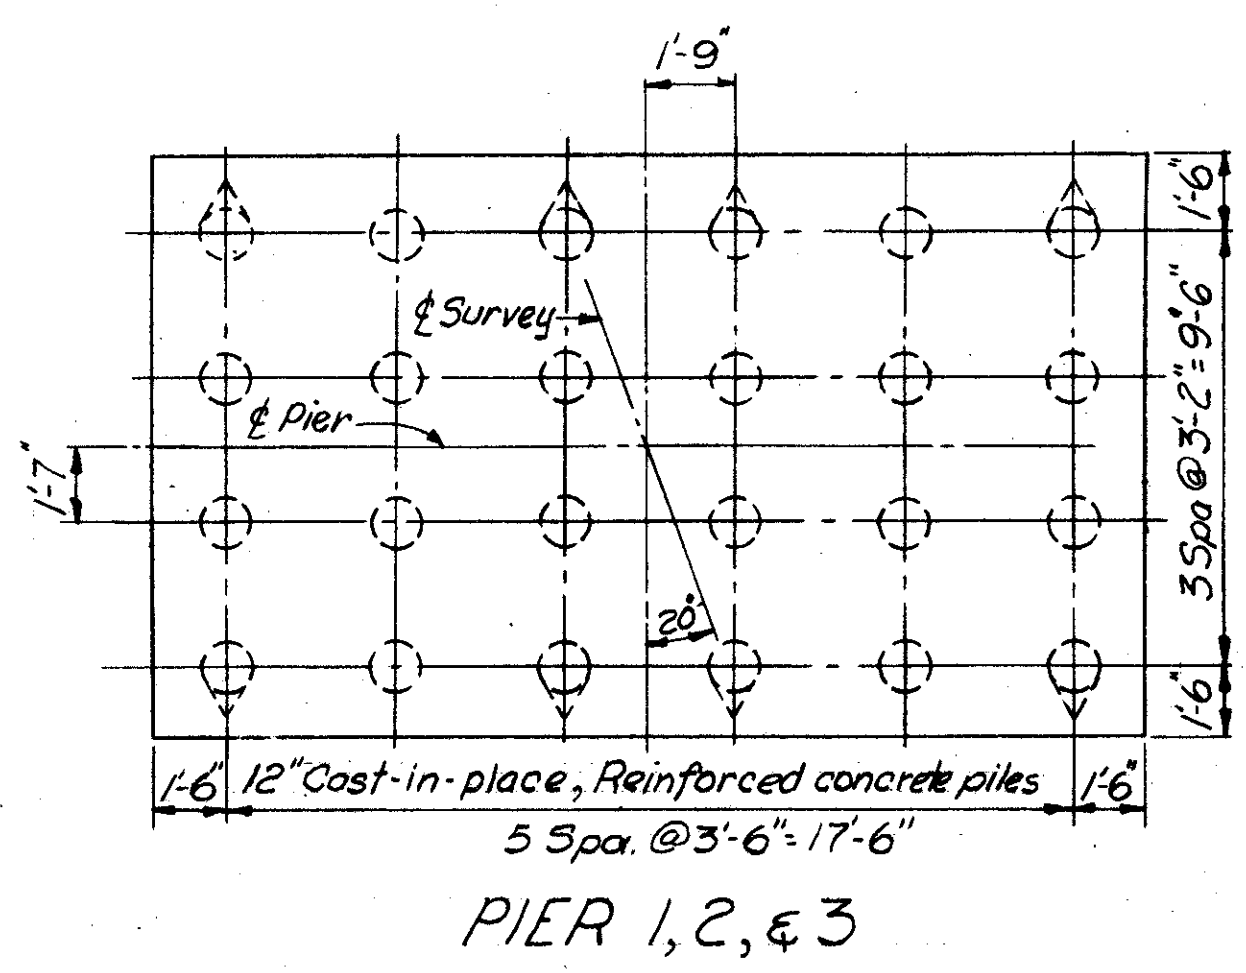 1'-9"
1'-6"
℄ Survey
3 Spa @ 3'-2" = 9'-6"
℄ Pier
1'-7"
20°
1'-6"
1'-6" 12" Cast-in-place, Reinforced concrete piles 1'-6"
5 Spa. @ 3'-6" = 17'-6"
PIER 1, 2, & 3